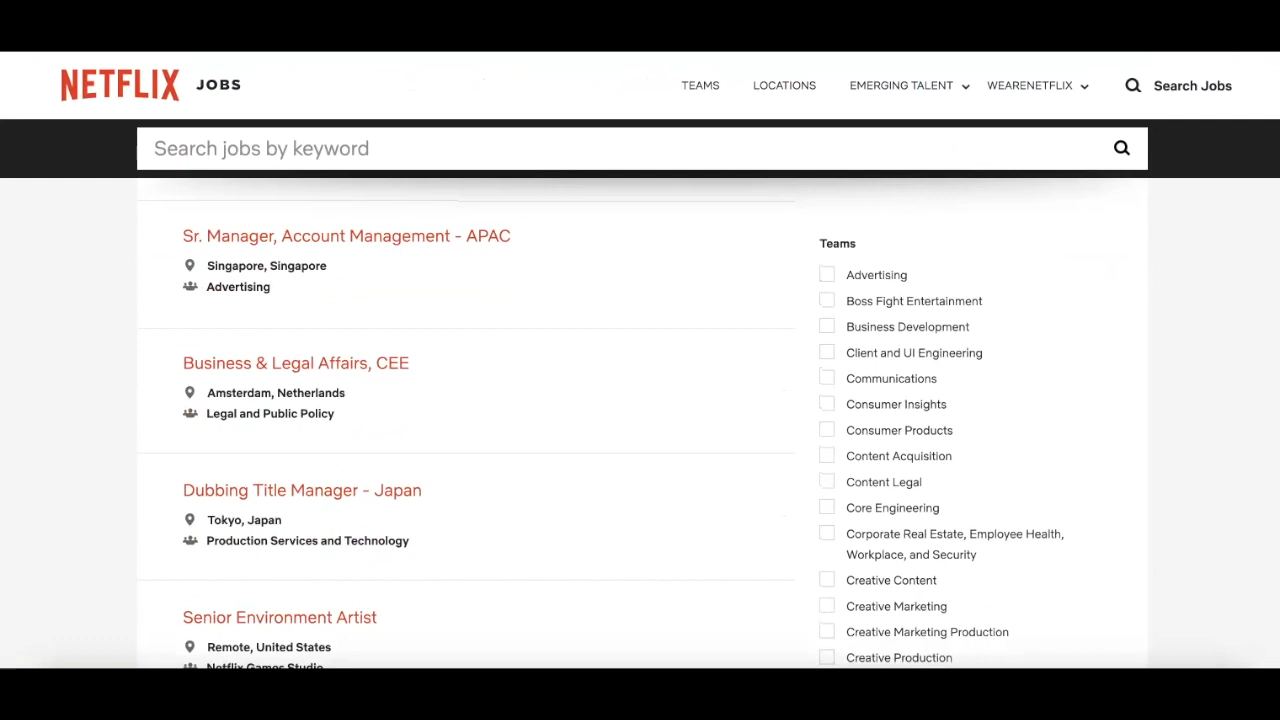 NETFLIX JOBS
TEAMS LOCATIONS EMERGING TALENT WEARENETFLIX Search Jobs
Search jobs by keyword
Sr. Manager, Account Management - APAC
Singapore, Singapore
Advertising
Business & Legal Affairs, CEE
Amsterdam, Netherlands
Legal and Public Policy
Dubbing Title Manager - Japan
Tokyo, Japan
Production Services and Technology
Senior Environment Artist
Remote, United States
Netflix Games Studio
Teams
Advertising
Boss Fight Entertainment
Business Development
Client and UI Engineering
Communications
Consumer Insights
Consumer Products
Content Acquisition
Content Legal
Core Engineering
Corporate Real Estate, Employee Health,
Workplace, and Security
Creative Content
Creative Marketing
Creative Marketing Production
Creative Production